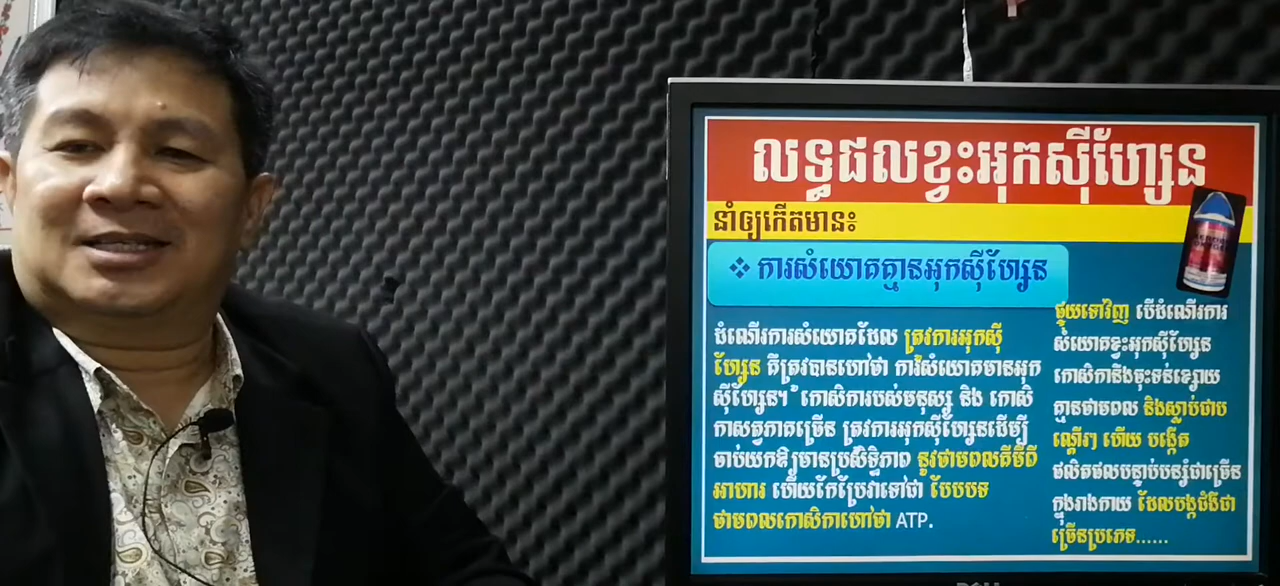 លទ្ធផលខ្វះអុកស៊ីហ្សែន
នាំឲ្យកើតមាន៖
❖ ការសំយោគគ្មានអុកស៊ីហ្សែន
ដំណើរការសំយោគដែល ត្រូវការអុកស៊ី
ហ្សែន គឺត្រូវបានហៅថា ការសំយោគមានអុក
ស៊ីហ្សែន។ កោសិការបស់មនុស្ស និង កោសិ
កាសត្វភាគច្រើន ត្រូវការអុកស៊ីហ្សែនដើម្បី
ចាប់យកឱ្យមានប្រសិទ្ធិភាព នូវថាមពលគីមីពី
អាហារ ហើយកែប្រែវាទៅជា បែបបទ
ថាមពលកោសិកាហៅថា ATP.
ផ្ទុយទៅវិញ បើដំណើរការ
សំយោគខ្វះអុកស៊ីហ្សែន
កោសិកានឹងចុះទន់ខ្សោយ
គ្មានថាមពល និងស្លាប់ជាប
ណ្តើរៗ ហើយ បង្កើត
ផលិតផលបន្ទាប់បន្សំជាច្រើន
ក្នុងរាងកាយ ដែលបង្កជំងឺជា
ច្រើនប្រភេទ......